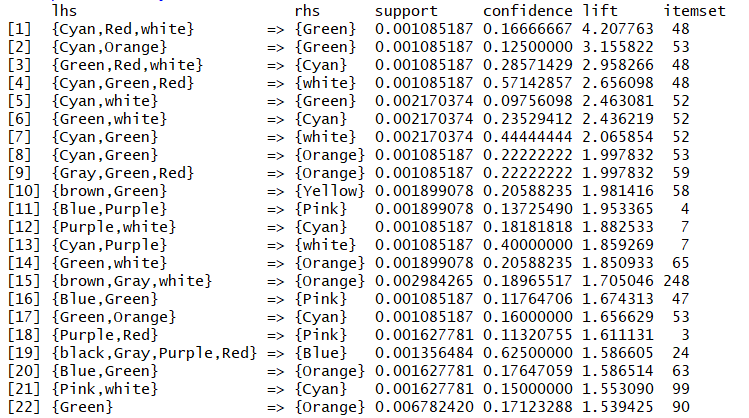 lhs rhs support confidence lift itemset
[1] {Cyan,Red,white} => {Green} 0.001085187 0.16666667 4.207763 48
[2] {Cyan,Orange} => {Green} 0.001085187 0.12500000 3.155822 53
[3] {Green,Red,white} => {Cyan} 0.001085187 0.28571429 2.958266 48
[4] {Cyan,Green,Red} => {white} 0.001085187 0.57142857 2.656098 48
[5] {Cyan,white} => {Green} 0.002170374 0.09756098 2.463081 52
[6] {Green,white} => {Cyan} 0.002170374 0.23529412 2.436219 52
[7] {Cyan,Green} => {white} 0.002170374 0.44444444 2.065854 52
[8] {Cyan,Green} => {Orange} 0.001085187 0.22222222 1.997832 53
[9] {Gray,Green,Red} => {Orange} 0.001085187 0.22222222 1.997832 59
[10] {brown,Green} => {Yellow} 0.001899078 0.20588235 1.981416 58
[11] {Blue,Purple} => {Pink} 0.001899078 0.13725490 1.953365 4
[12] {Purple,white} => {Cyan} 0.001085187 0.18181818 1.882533 7
[13] {Cyan,Purple} => {white} 0.001085187 0.40000000 1.859269 7
[14] {Green,white} => {Orange} 0.001899078 0.20588235 1.850933 65
[15] {brown,Gray,white} => {Orange} 0.002984265 0.18965517 1.705046 248
[16] {Blue,Green} => {Pink} 0.001085187 0.11764706 1.674313 47
[17] {Green,Orange} => {Cyan} 0.001085187 0.16000000 1.656629 53
[18] {Purple,Red} => {Pink} 0.001627781 0.11320755 1.611131 3
[19] {black,Gray,Purple,Red} => {Blue} 0.001356484 0.62500000 1.586605 24
[20] {Blue,Green} => {Orange} 0.001627781 0.17647059 1.586514 63
[21] {Pink,white} => {Cyan} 0.001627781 0.15000000 1.553090 99
[22] {Green} => {Orange} 0.006782420 0.17123288 1.539425 90